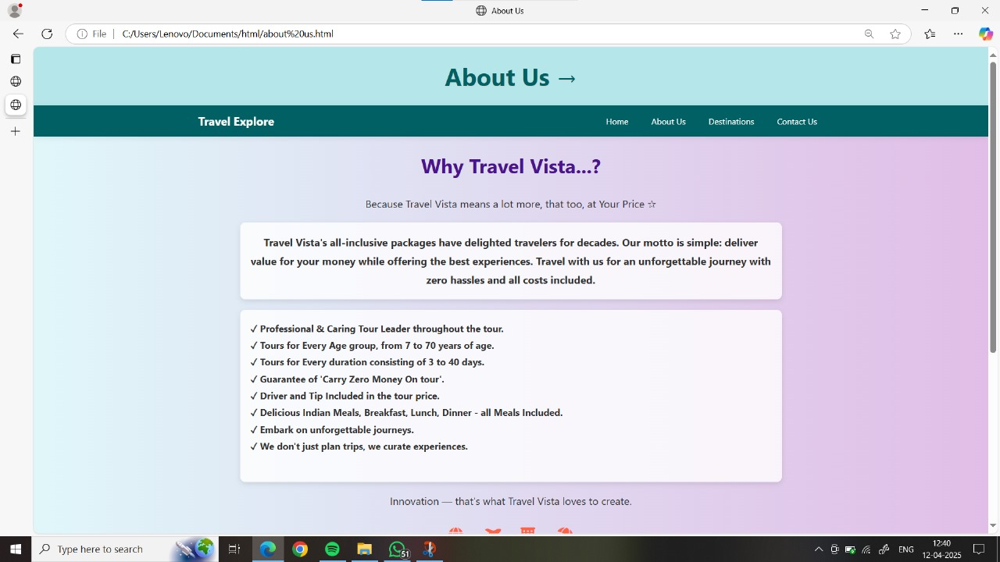 About Us
File
C:/Users/Lenovo/Documents/html/about%20us.html
About Us →
Travel Explore
Home
About Us
Destinations
Contact Us
Why Travel Vista...?
Because Travel Vista means a lot more, that too, at Your Price ☆
Travel Vista's all-inclusive packages have delighted travelers for decades. Our motto is simple: deliver
value for your money while offering the best experiences. Travel with us for an unforgettable journey with
zero hassles and all costs included.
✓ Professional & Caring Tour Leader throughout the tour.
✓ Tours for Every Age group, from 7 to 70 years of age.
✓ Tours for Every duration consisting of 3 to 40 days.
✓ Guarantee of 'Carry Zero Money On tour'.
✓ Driver and Tip Included in the tour price.
✓ Delicious Indian Meals, Breakfast, Lunch, Dinner - all Meals Included.
✓ Embark on unforgettable journeys.
✓ We don't just plan trips, we curate experiences.
Innovation — that's what Travel Vista loves to create.
Type here to search
51
ENG
12:40
12-04-2025